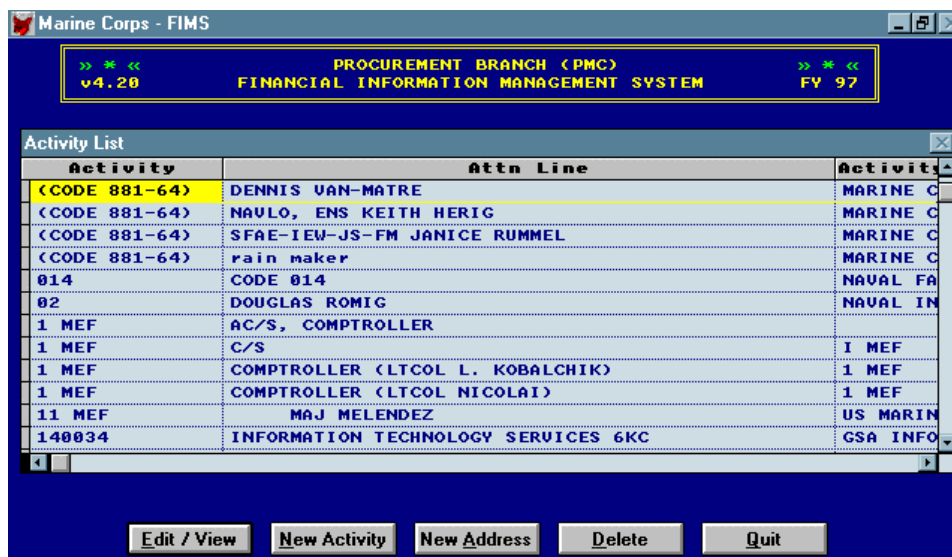 Marine Corps - FIMS
» * « PROCUREMENT BRANCH (PMC) » * «
v4.20 FINANCIAL INFORMATION MANAGEMENT SYSTEM FY 97
Activity List
Activity Attn Line Activity
(CODE 881-64) DENNIS VAN-MATRE MARINE C
(CODE 881-64) NAVLO, ENS KEITH HERIG MARINE C
(CODE 881-64) SFAE-IEW-JS-FM JANICE RUMMEL MARINE C
(CODE 881-64) rain maker MARINE C
014 CODE 014 NAVAL FA
02 DOUGLAS ROMIG NAVAL IN
1 MEF AC/S, COMPTROLLER
1 MEF C/S I MEF
1 MEF COMPTROLLER (LTCOL L. KOBALCHIK) 1 MEF
1 MEF COMPTROLLER (LTCOL NICOLAI) 1 MEF
11 MEF MAJ MELENDEZ US MARIN
140034 INFORMATION TECHNOLOGY SERVICES 6KC GSA INFO
Edit / View New Activity New Address Delete Quit